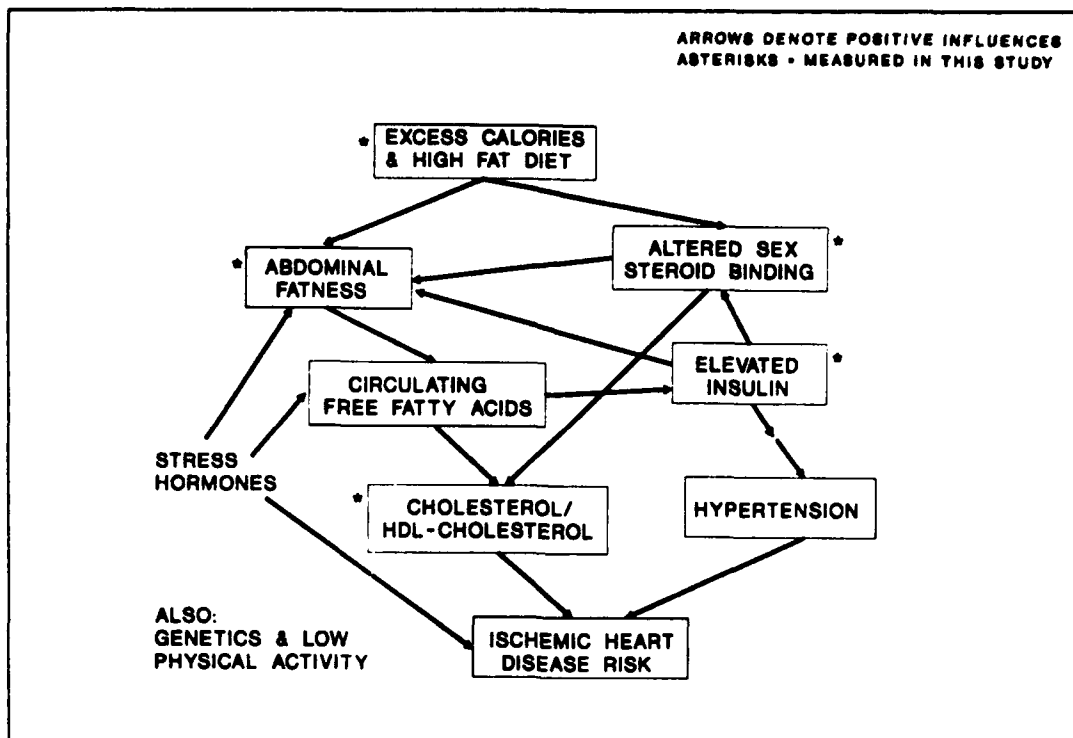 ARROWS DENOTE POSITIVE INFLUENCES
ASTERISKS - MEASURED IN THIS STUDY
* EXCESS CALORIES
& HIGH FAT DIET
* ABDOMINAL
FATNESS
ALTERED SEX *
STEROID BINDING
CIRCULATING
FREE FATTY ACIDS
ELEVATED *
INSULIN
STRESS
HORMONES
* CHOLESTEROL/
HDL-CHOLESTEROL
HYPERTENSION
ALSO:
GENETICS & LOW
PHYSICAL ACTIVITY
ISCHEMIC HEART
DISEASE RISK